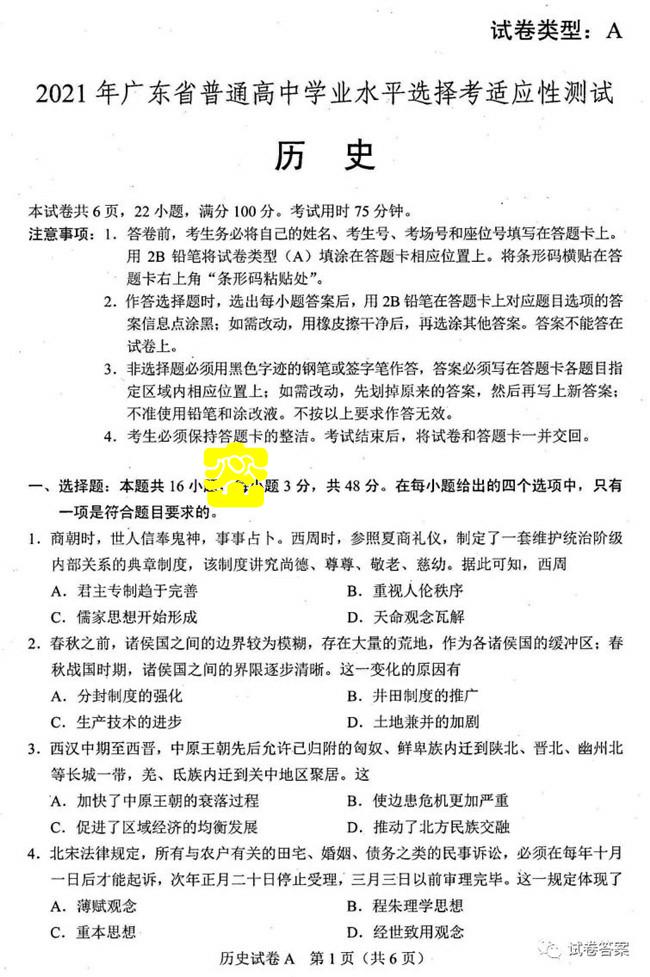 试卷类型：A
2021年广东省普通高中学业水平选择考适应性测试
历 史
本试卷共6页，22小题，满分100分。考试用时75分钟。
注意事项：1．答卷前，考生务必将自己的姓名、考生号、考场号和座位号填写在答题卡上。
用2B铅笔将试卷类型（A）填涂在答题卡相应位置上。将条形码横贴在答
题卡右上角“条形码粘贴处”。
2．作答选择题时，选出每小题答案后，用2B铅笔在答题卡上对应题目选项的答
案信息点涂黑；如需改动，用橡皮擦干净后，再选涂其他答案。答案不能答在
试卷上。
3．非选择题必须用黑色字迹的钢笔或签字笔作答，答案必须写在答题卡各题目指
定区域内相应位置上；如需改动，先划掉原来的答案，然后再写上新答案；
不准使用铅笔和涂改液。不按以上要求作答无效。
4．考生必须保持答题卡的整洁。考试结束后，将试卷和答题卡一并交回。
一、选择题：本题共16小 小题3分，共48分。在每小题给出的四个选项中，只有
一项是符合题目要求的。
1．商朝时，世人信奉鬼神，事事占卜。西周时，参照夏商礼仪，制定了一套维护统治阶级
内部关系的典章制度，该制度讲究尚德、尊尊、敬老、慈幼。据此可知，西周
A．君主专制趋于完善 B．重视人伦秩序
C．儒家思想开始形成 D．天命观念瓦解
2．春秋之前，诸侯国之间的边界较为模糊，存在大量的荒地，作为各诸侯国的缓冲区；春
秋战国时期，诸侯国之间的界限逐步清晰。这一变化的原因有
A．分封制度的强化 B．井田制度的推广
C．生产技术的进步 D．土地兼并的加剧
3．西汉中期至西晋，中原王朝先后允许已归附的匈奴、鲜卑族内迁到陕北、晋北、幽州北
等长城一带，羌、氐族内迁到关中地区聚居。这
A．加快了中原王朝的衰落过程 B．使边患危机更加严重
C．促进了区域经济的均衡发展 D．推动了北方民族交融
4．北宋法律规定，所有与农户有关的田宅、婚姻、债务之类的民事诉讼，必须在每年十月
一日后才能起诉，次年正月二十日停止受理，三月三日以前审理完毕。这一规定体现了
A．薄赋观念 B．程朱理学思想
C．重本思想 D．经世致用观念
历史试卷A 第1页（共6页）
试卷答案